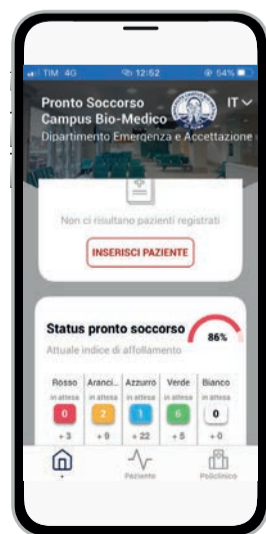 TIM 4G 12:52 54%
Pronto Soccorso
Campus Bio-Medico
IT
Dipartimento Emergenza e Accettazione
Non ci risultano pazienti registrati
INSERISCI PAZIENTE
Status pronto soccorso
86%
Attuale indice di affollamento
Rosso Aranci... Azzurro Verde Bianco
in attesa in attesa in attesa in attesa in attesa
0 2 1 6 0
+ 3 + 9 + 22 + 5 + 0
Paziente Policlinico